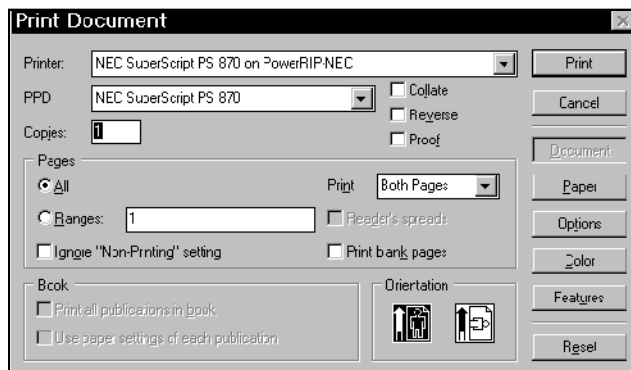 Print Document
Printer: NEC SuperScript PS 870 on PowerRIP-NEC
Print
PPD NEC SuperScript PS 870
Collate
Reverse
Proof
Cancel
Copies: 1
Document
Pages
All
Print Both Pages
Paper
Ranges: 1
Reader's spreads
Options
Ignore "Non-Printing" setting
Print bank pages
Color
Book
Orientation
Print all publications in book
Features
Use paper settings of each publication
Reset